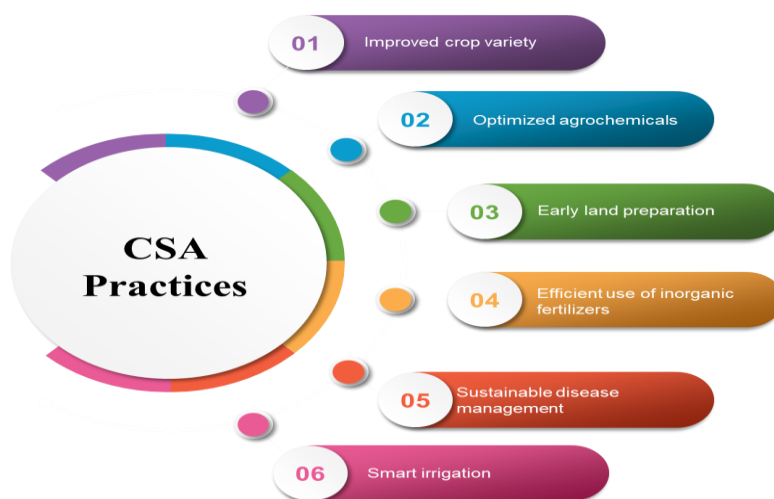 CSA
Practices
01
Improved crop variety
02
Optimized agrochemicals
03
Early land preparation
04
Efficient use of inorganic
fertilizers
05
Sustainable disease
management
06
Smart irrigation